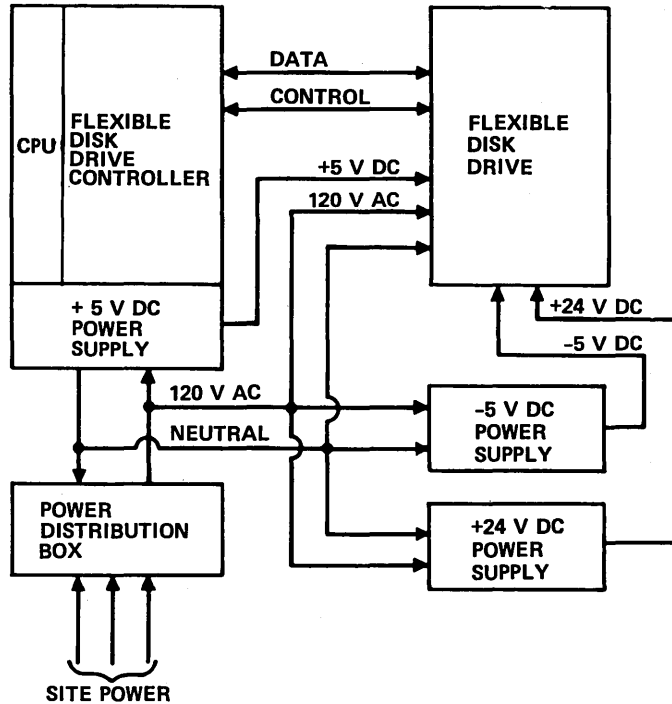 DATA
CONTROL
CPU
FLEXIBLE
DISK
DRIVE
CONTROLLER
FLEXIBLE
DISK
DRIVE
+5 V DC
120 V AC
+ 5 V DC
POWER
SUPPLY
+24 V DC
-5 V DC
120 V AC
NEUTRAL
-5 V DC
POWER
SUPPLY
POWER
DISTRIBUTION
BOX
+24 V DC
POWER
SUPPLY
SITE POWER